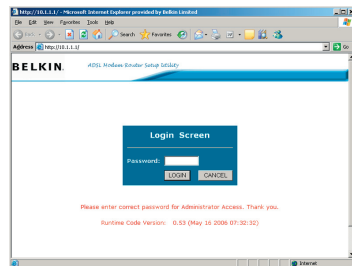 http://10.1.1.1/ - Microsoft Internet Explorer provided by Belkin Limited
File Edit View Favorites Tools Help
Back Search Favorites
Address http://10.1.1.1/ Go
BELKIN. ADSL Modem Router Setup Utility
Login Screen
Password:
LOGIN CANCEL
Please enter correct password for Administrator Access. Thank you.
Runtime Code Version: 0.53 (May 16 2006 07:32:32)
Internet